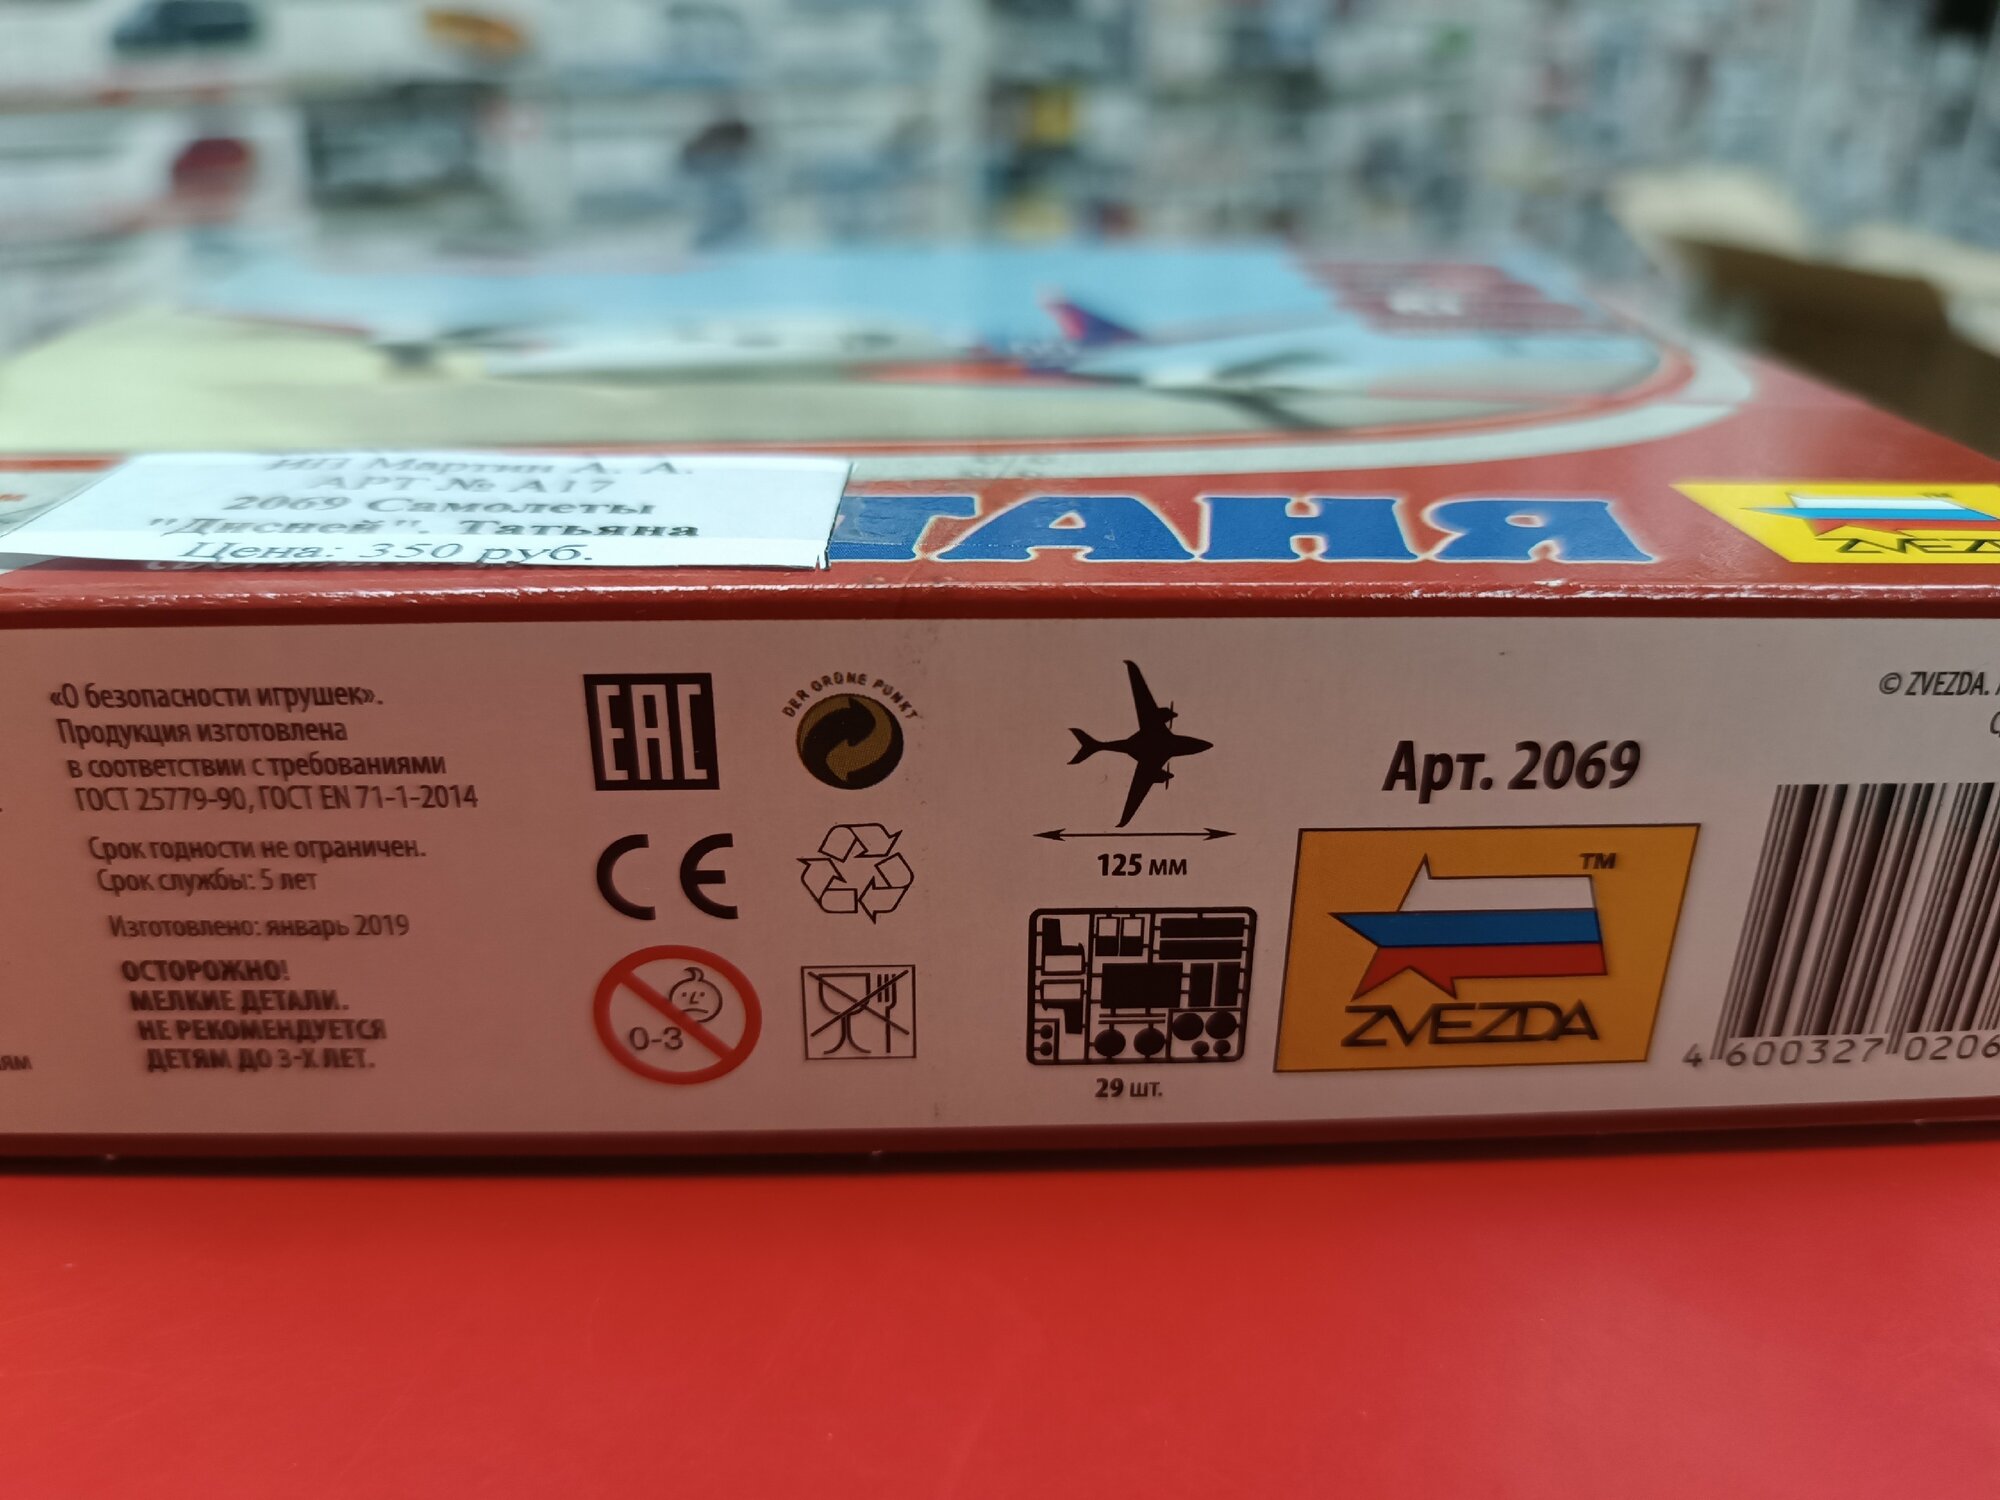 ИП Мартин А. А.
АРТ № А17
2069 Самолеты
"Дисней". Татьяна
Цена: 350 руб.
ТАНЯ
ZVEZDA
«О безопасности игрушек».
Продукция изготовлена
в соответствии с требованиями
ГОСТ 25779-90, ГОСТ EN 71-1-2014
Срок годности не ограничен.
Срок службы: 5 лет
Изготовлено: январь 2019
ОСТОРОЖНО!
МЕЛКИЕ ДЕТАЛИ.
НЕ РЕКОМЕНДУЕТСЯ
ДЕТЯМ ДО 3-Х ЛЕТ.
EAC
CE
0-3
DER GRÜNE PUNKT
125 мм
29 шт.
Арт. 2069
TM
ZVEZDA
© ZVEZDA.
4 600327 0206